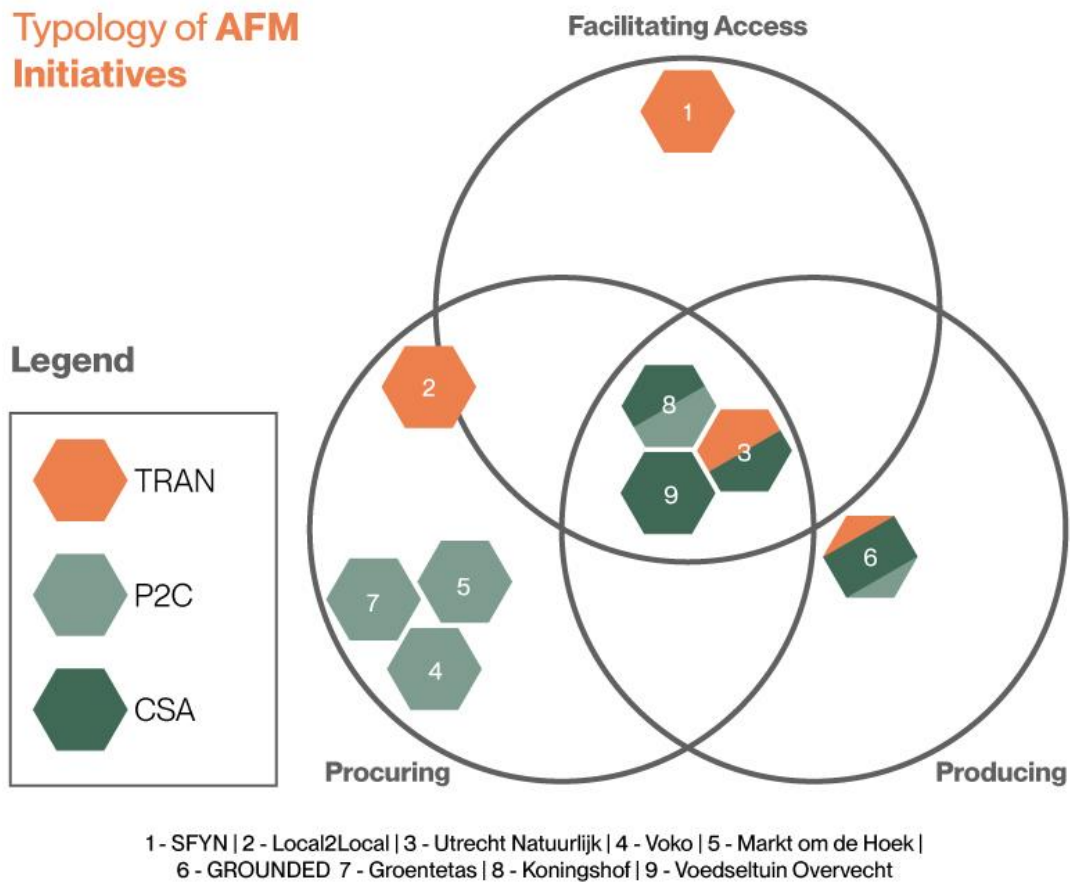 Typology of AFM
Initiatives
Facilitating Access
1
Legend
2
8
3
9
TRAN
6
5
P2C
7
4
CSA
Procuring
Producing
1 - SFYN | 2 - Local2Local | 3 - Utrecht Natuurlijk | 4 - Voko | 5 - Markt om de Hoek |
6 - GROUNDED 7 - Groentetas | 8 - Koningshof | 9 - Voedseltuin Overvecht